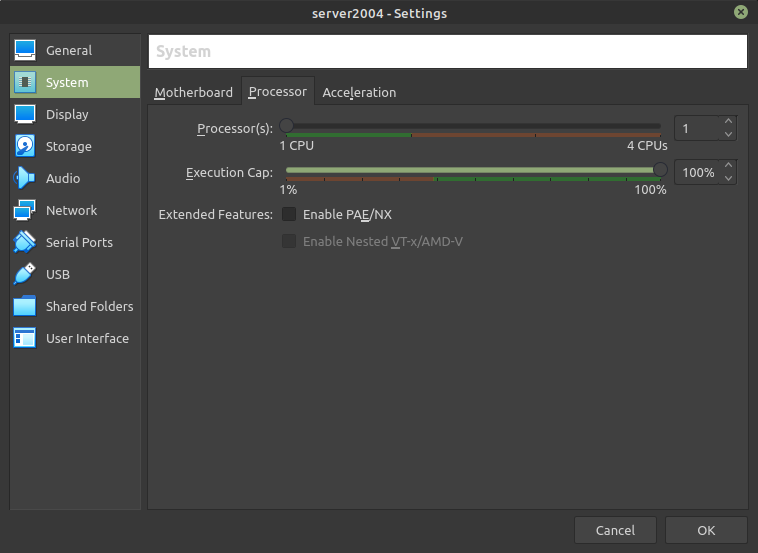 server2004 - Settings
General
System
Display
Storage
Audio
Network
Serial Ports
USB
Shared Folders
User Interface
System
Motherboard Processor Acceleration
Processor(s): 1
1 CPU 4 CPUs
Execution Cap: 100%
1% 100%
Extended Features: Enable PAE/NX
Enable Nested VT-x/AMD-V
Cancel OK